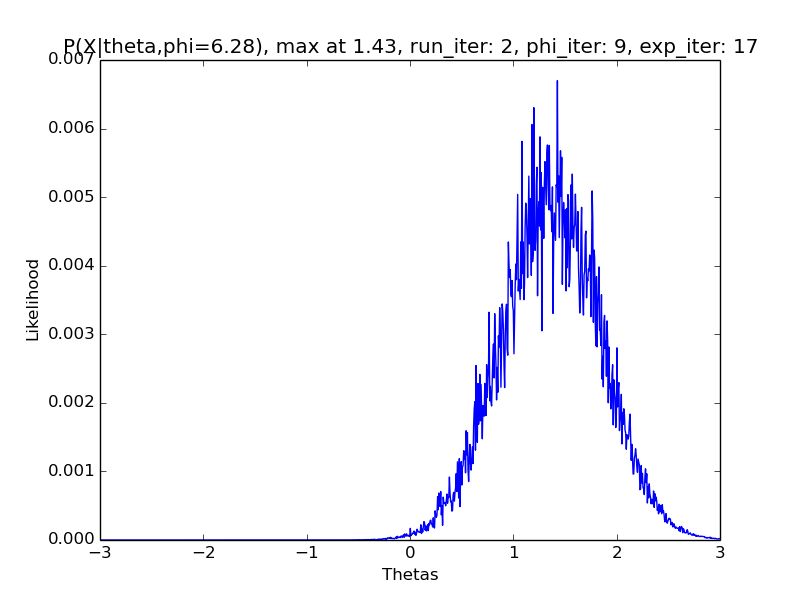 P(X|theta,phi=6.28), max at 1.43, run_iter: 2, phi_iter: 9, exp_iter: 17
0.007
0.006
0.005
0.004
0.003
0.002
0.001
0.000
Likelihood
−3 −2 −1 0 1 2 3
Thetas